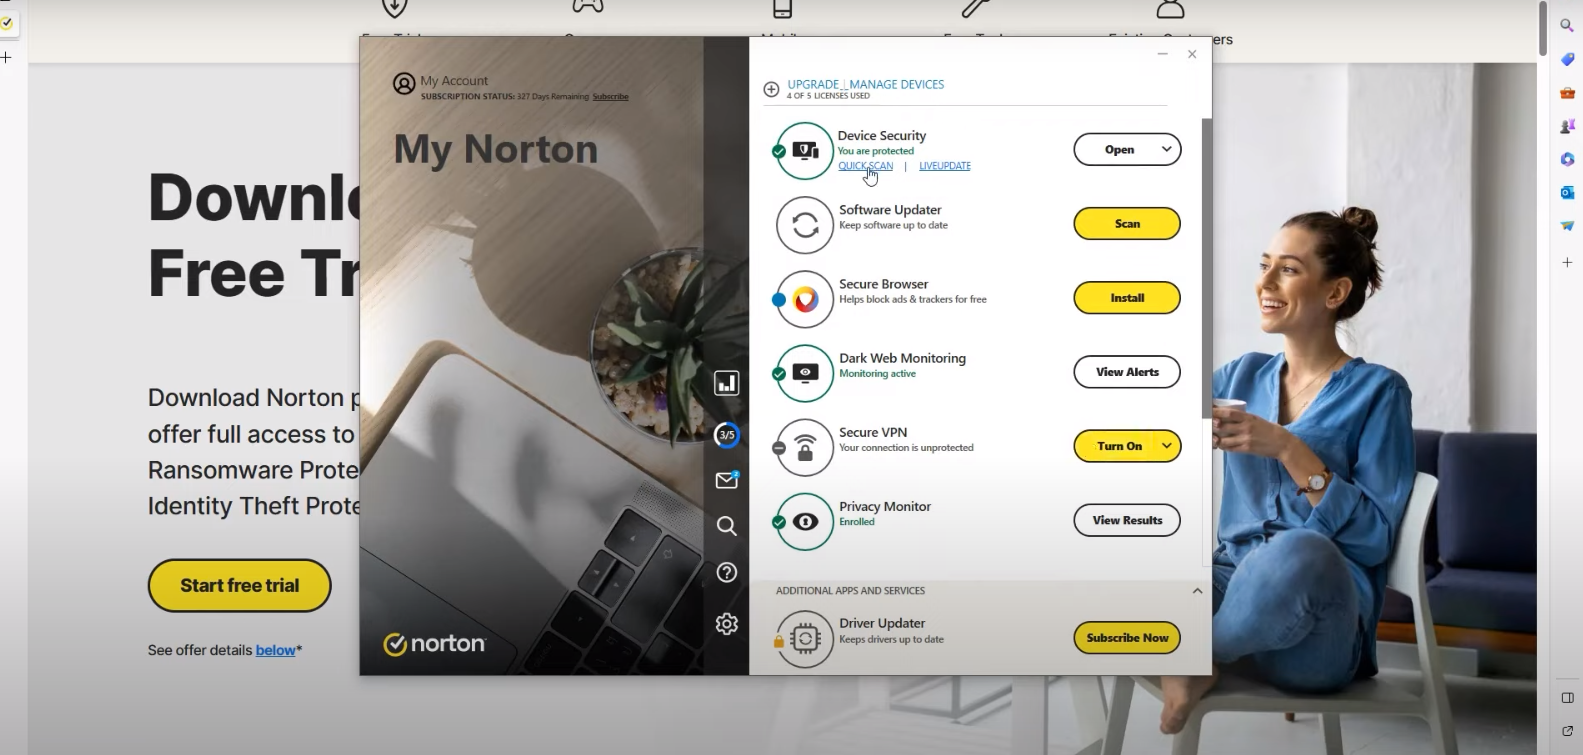 ers
My Account
SUBSCRIPTION STATUS: 327 Days Remaining Subscribe
My Norton
UPGRADE | MANAGE DEVICES
4 OF 5 LICENSES USED
Device Security
You are protected
QUICK SCAN | LIVEUPDATE
Open
Software Updater
Keep software up to date
Scan
Secure Browser
Helps block ads & trackers for free
Install
Dark Web Monitoring
Monitoring active
View Alerts
3/5
Secure VPN
Your connection is unprotected
Turn On
2
Privacy Monitor
Enrolled
View Results
ADDITIONAL APPS AND SERVICES
Driver Updater
Keeps drivers up to date
Subscribe Now
norton
Downl
Free Tr
Download Norton p
offer full access to
Ransomware Prote
Identity Theft Prote
Start free trial
See offer details below*